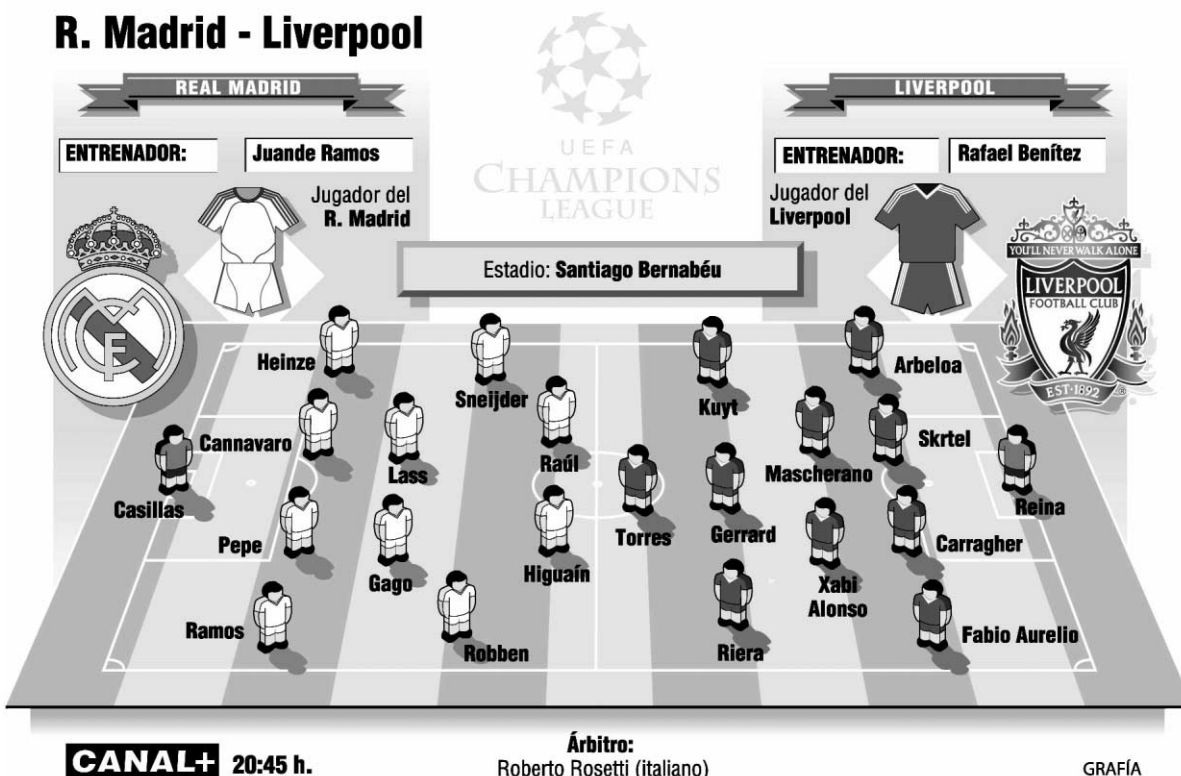 R. Madrid - Liverpool
REAL MADRID
LIVERPOOL
ENTRENADOR:
Juande Ramos
ENTRENADOR:
Rafael Benítez
Jugador del
R. Madrid
Jugador del
Liverpool
UEFA
CHAMPIONS
LEAGUE
Estadio: Santiago Bernabéu
YOU'LL NEVER WALK ALONE
LIVERPOOL
FOOTBALL CLUB
EST·1892
Heinze
Sneijder
Kuyt
Arbeloa
Cannavaro
Lass
Raúl
Mascherano
Skrtel
Casillas
Reina
Pepe
Gago
Higuaín
Torres
Gerrard
Xabi
Alonso
Carragher
Ramos
Robben
Riera
Fabio Aurelio
CANAL+ 20:45 h.
Árbitro:
Roberto Rosetti (italiano)
GRAFÍA